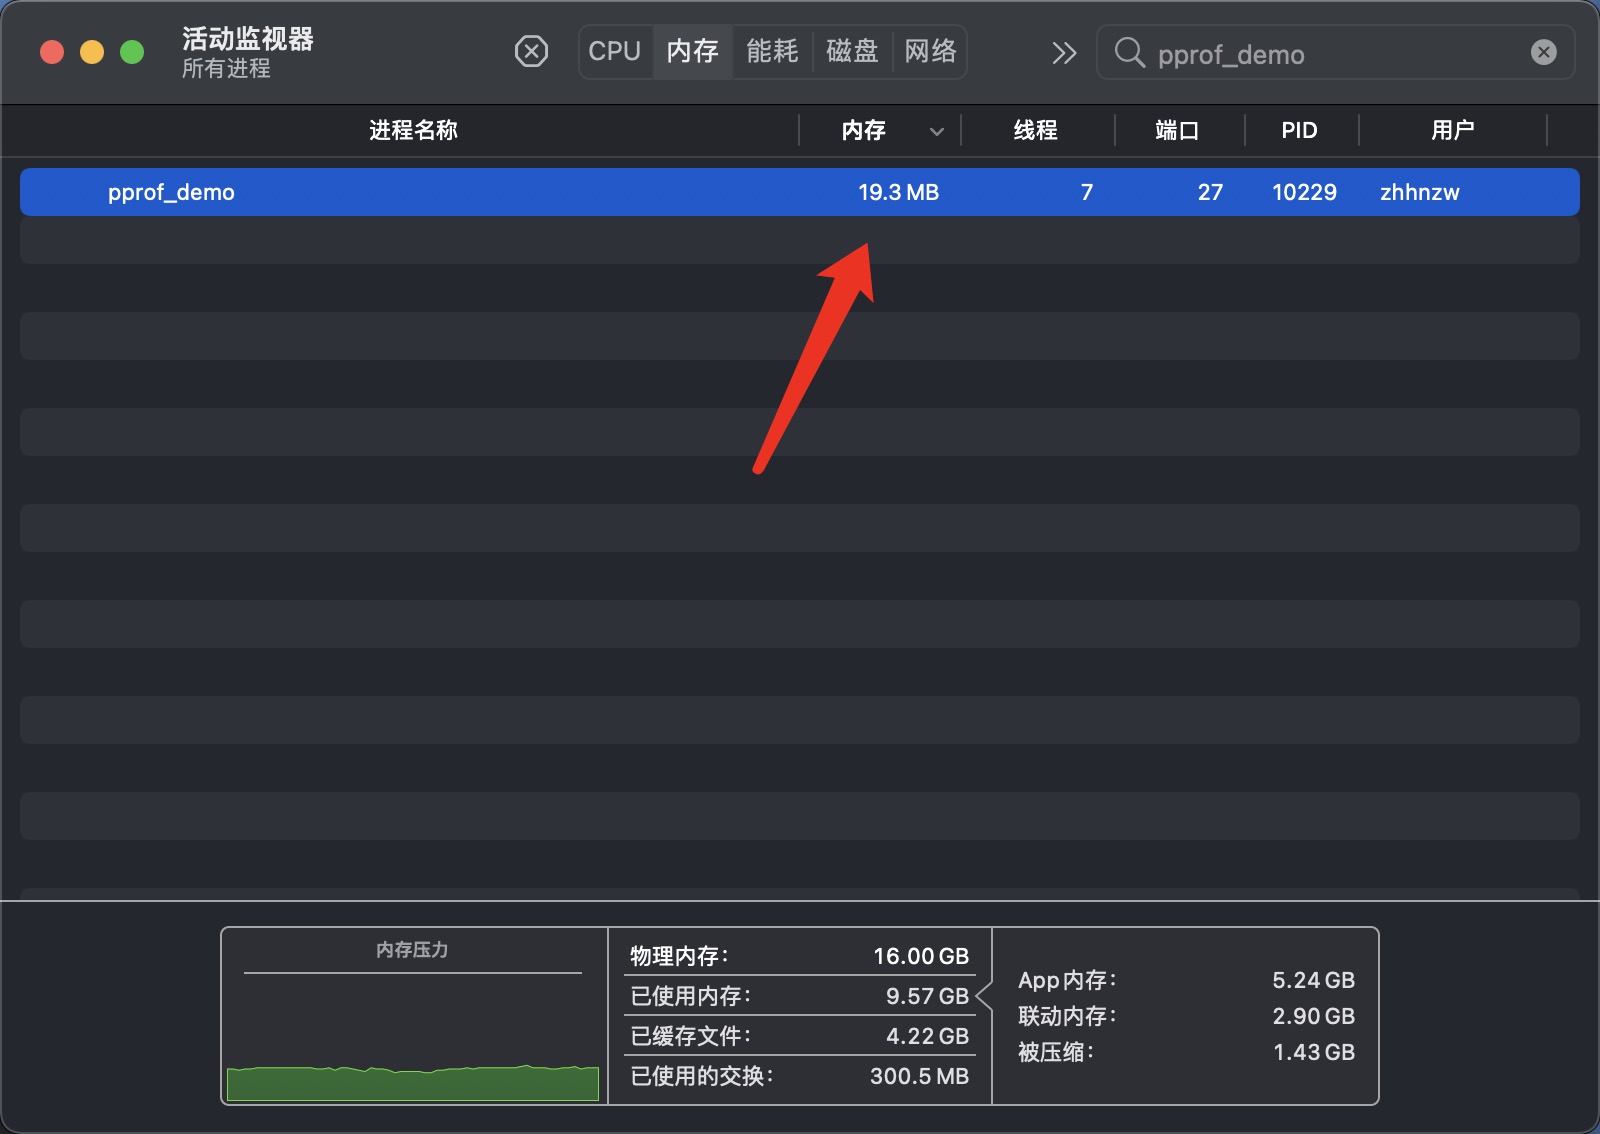 活动监视器
所有进程
CPU 内存 能耗 磁盘 网络
pprof_demo
进程名称 内存 线程 端口 PID 用户
pprof_demo 19.3 MB 7 27 10229 zhhnzw
内存压力
物理内存: 16.00 GB
已使用内存: 9.57 GB
已缓存文件: 4.22 GB
已使用的交换: 300.5 MB
App内存: 5.24 GB
联动内存: 2.90 GB
被压缩: 1.43 GB